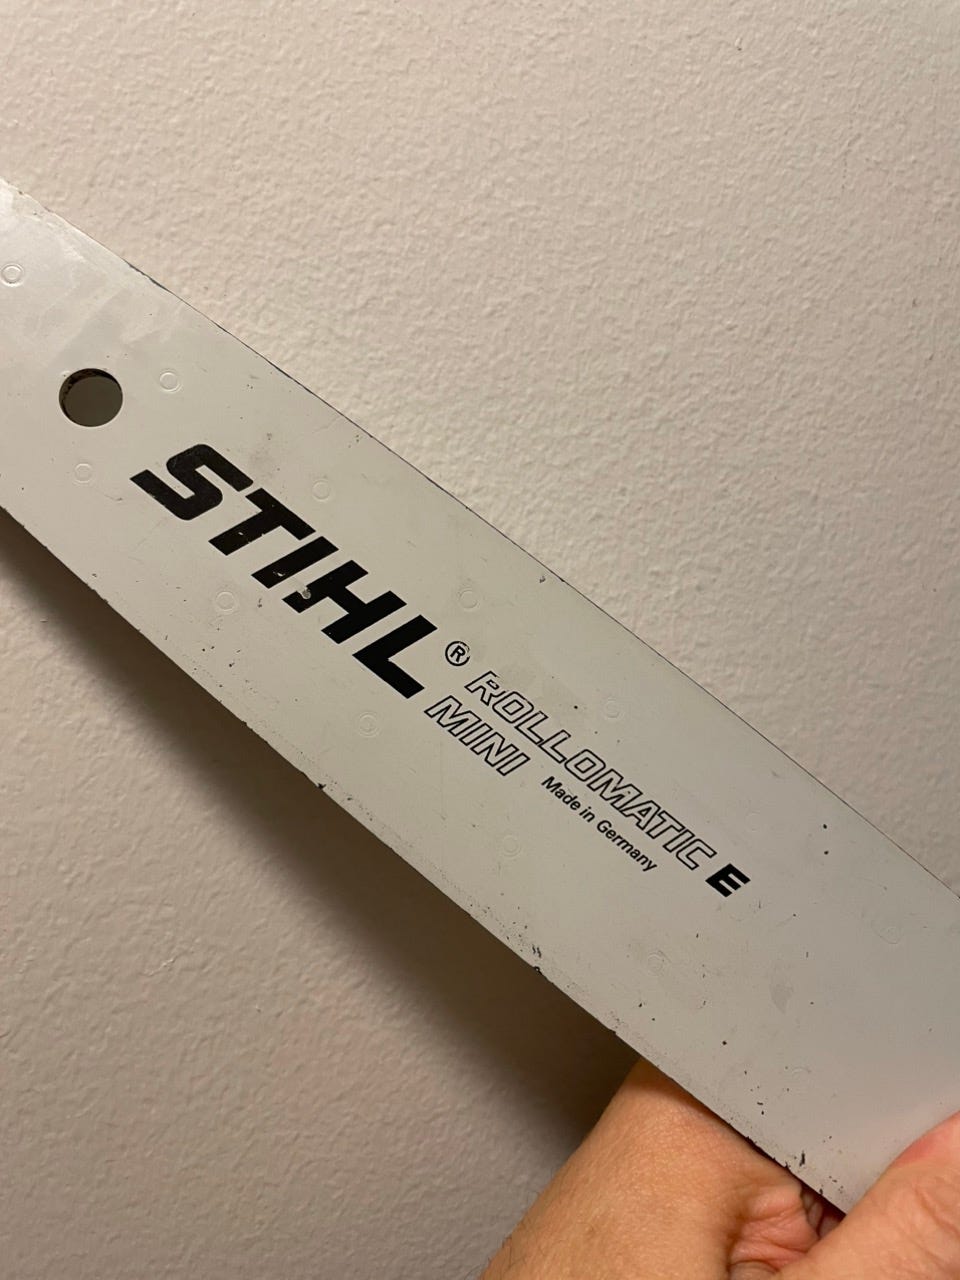 STIHL®
ROLLOMATIC E
MINI
Made in Germany